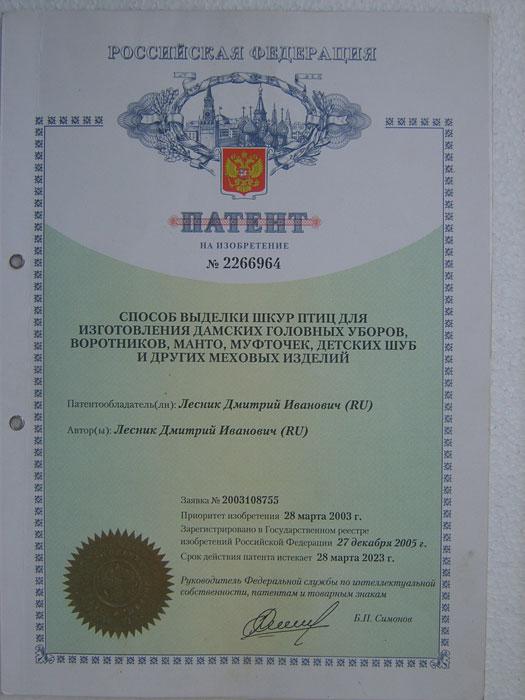 РОССИЙСКАЯ ФЕДЕРАЦИЯ
ПАТЕНТ
НА ИЗОБРЕТЕНИЕ
№ 2266964
СПОСОБ ВЫДЕЛКИ ШКУР ПТИЦ ДЛЯ
ИЗГОТОВЛЕНИЯ ДАМСКИХ ГОЛОВНЫХ УБОРОВ,
ВОРОТНИКОВ, МАНТО, МУФТОЧЕК, ДЕТСКИХ ШУБ
И ДРУГИХ МЕХОВЫХ ИЗДЕЛИЙ
Патентообладатель(ли): Лесник Дмитрий Иванович (RU)
Автор(ы): Лесник Дмитрий Иванович (RU)
Заявка № 2003108755
Приоритет изобретения 28 марта 2003 г.
Зарегистрировано в Государственном реестре
изобретений Российской Федерации 27 декабря 2005 г.
Срок действия патента истекает 28 марта 2023 г.
Руководитель Федеральной службы по интеллектуальной
собственности, патентам и товарным знакам
Б.П. Симонов